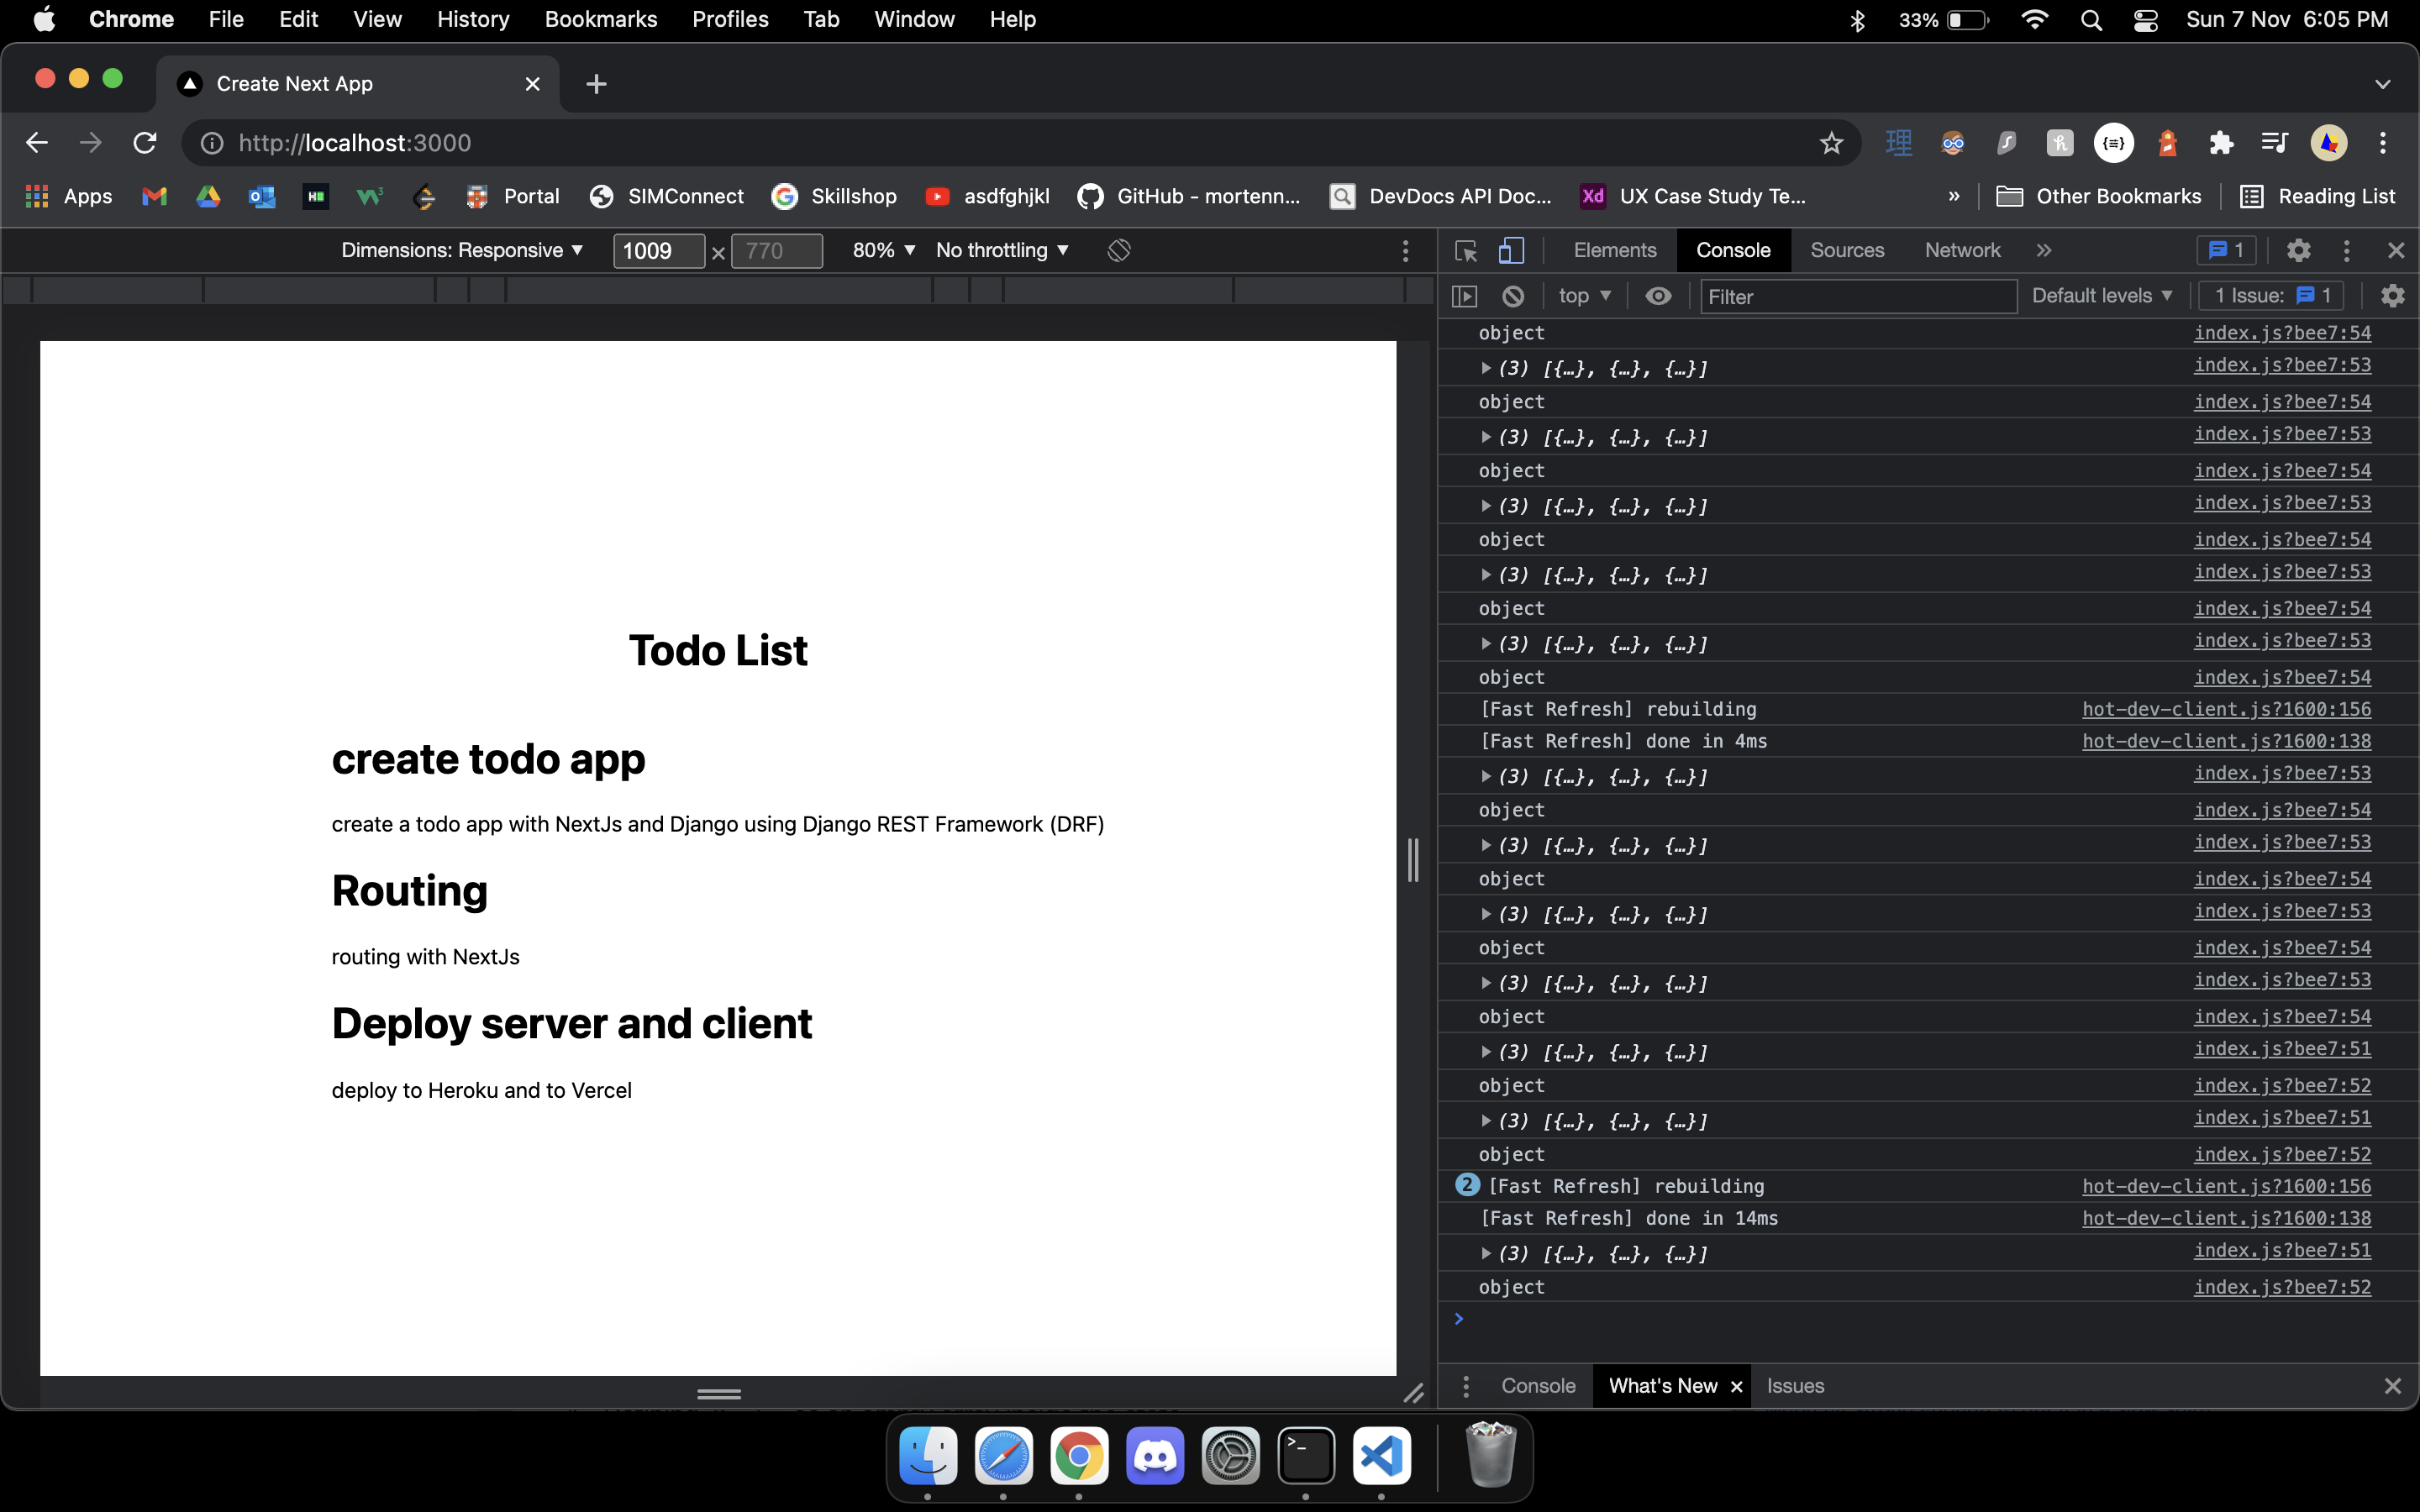 Chrome File Edit View History Bookmarks Profiles Tab Window Help 33% Sun 7 Nov 6:05 PM
Create Next App
http://localhost:3000
Apps Portal SIMConnect Skillshop asdfghjkl GitHub - mortenn... DevDocs API Doc... Xd UX Case Study Te... » Other Bookmarks Reading List
Dimensions: Responsive 1009 × 770 80% No throttling
Elements Console Sources Network » 1
top Filter Default levels 1 Issue: 1
Todo List
create todo app
create a todo app with NextJs and Django using Django REST Framework (DRF)
Routing
routing with NextJs
Deploy server and client
deploy to Heroku and to Vercel
object index.js?bee7:54
(3) [{…}, {…}, {…}] index.js?bee7:53
object index.js?bee7:54
(3) [{…}, {…}, {…}] index.js?bee7:53
object index.js?bee7:54
(3) [{…}, {…}, {…}] index.js?bee7:53
object index.js?bee7:54
(3) [{…}, {…}, {…}] index.js?bee7:53
object index.js?bee7:54
(3) [{…}, {…}, {…}] index.js?bee7:53
object index.js?bee7:54
[Fast Refresh] rebuilding hot-dev-client.js?1600:156
[Fast Refresh] done in 4ms hot-dev-client.js?1600:138
(3) [{…}, {…}, {…}] index.js?bee7:53
object index.js?bee7:54
(3) [{…}, {…}, {…}] index.js?bee7:53
object index.js?bee7:54
(3) [{…}, {…}, {…}] index.js?bee7:53
object index.js?bee7:54
(3) [{…}, {…}, {…}] index.js?bee7:53
object index.js?bee7:54
(3) [{…}, {…}, {…}] index.js?bee7:51
object index.js?bee7:52
(3) [{…}, {…}, {…}] index.js?bee7:51
object index.js?bee7:52
2 [Fast Refresh] rebuilding hot-dev-client.js?1600:156
[Fast Refresh] done in 14ms hot-dev-client.js?1600:138
(3) [{…}, {…}, {…}] index.js?bee7:51
object index.js?bee7:52
Console What's New Issues